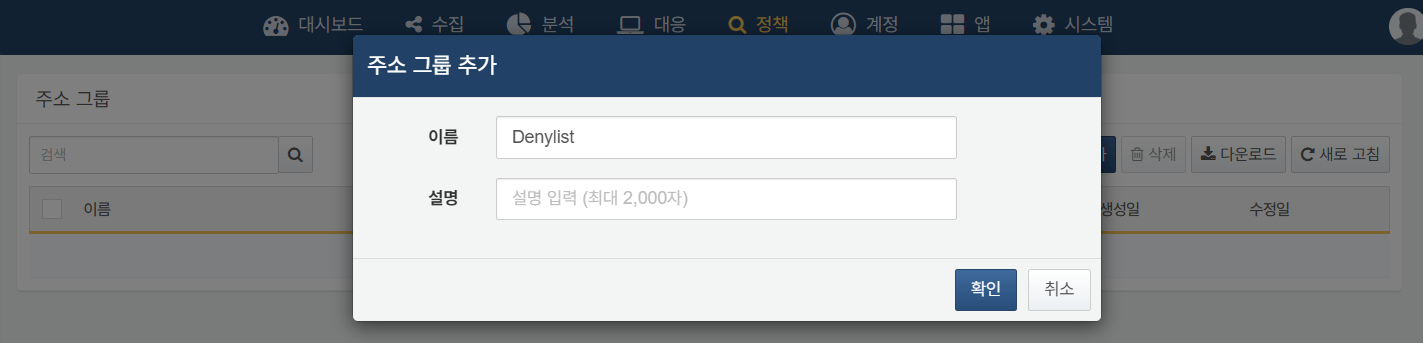 대시보드 수집 분석 대응 정책 계정 앱 시스템
주소 그룹 추가
주소 그룹
이름 Denylist
검색
삭제 다운로드 새로 고침
설명 설명 입력 (최대 2,000자)
이름 생성일 수정일
확인 취소